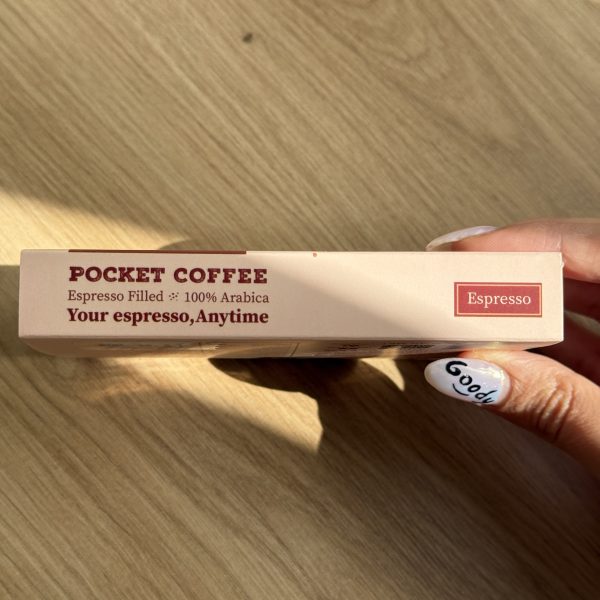 POCKET COFFEE
Espresso Filled 100% Arabica
Your espresso,Anytime
Espresso
Goody